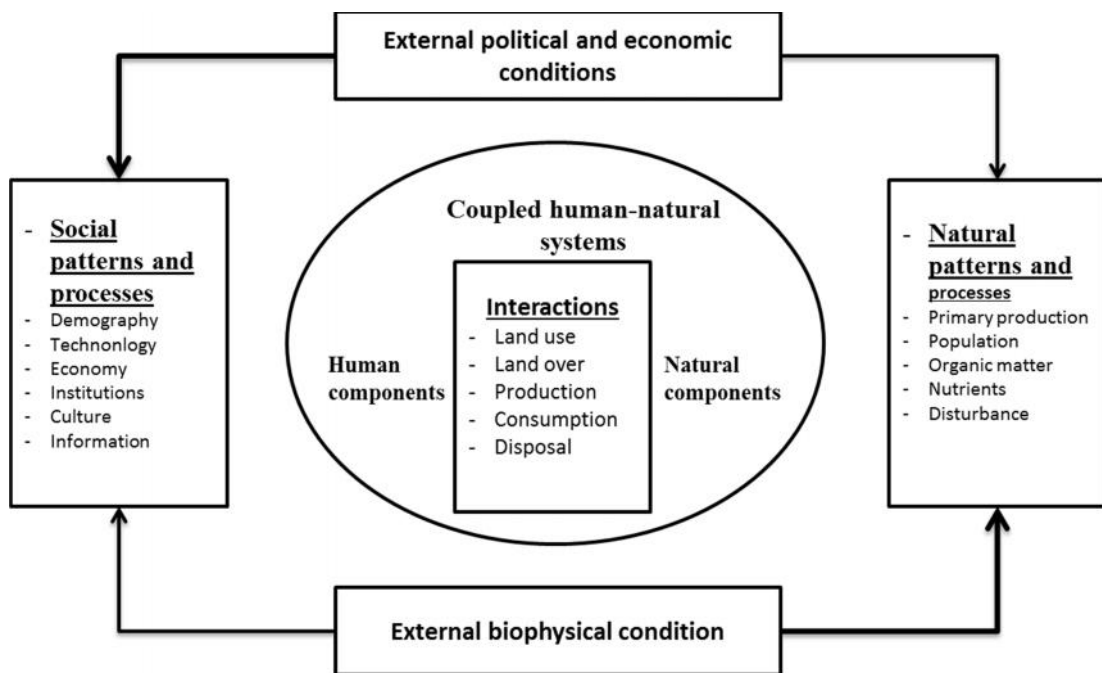 External political and economic
conditions
- Social
patterns and
processes
- Demography
- Technonlogy
- Economy
- Institutions
- Culture
- Information
Coupled human-natural
systems
Human
components
Interactions
- Land use
- Land over
- Production
- Consumption
- Disposal
Natural
components
- Natural
patterns and
processes
- Primary production
- Population
- Organic matter
- Nutrients
- Disturbance
External biophysical condition